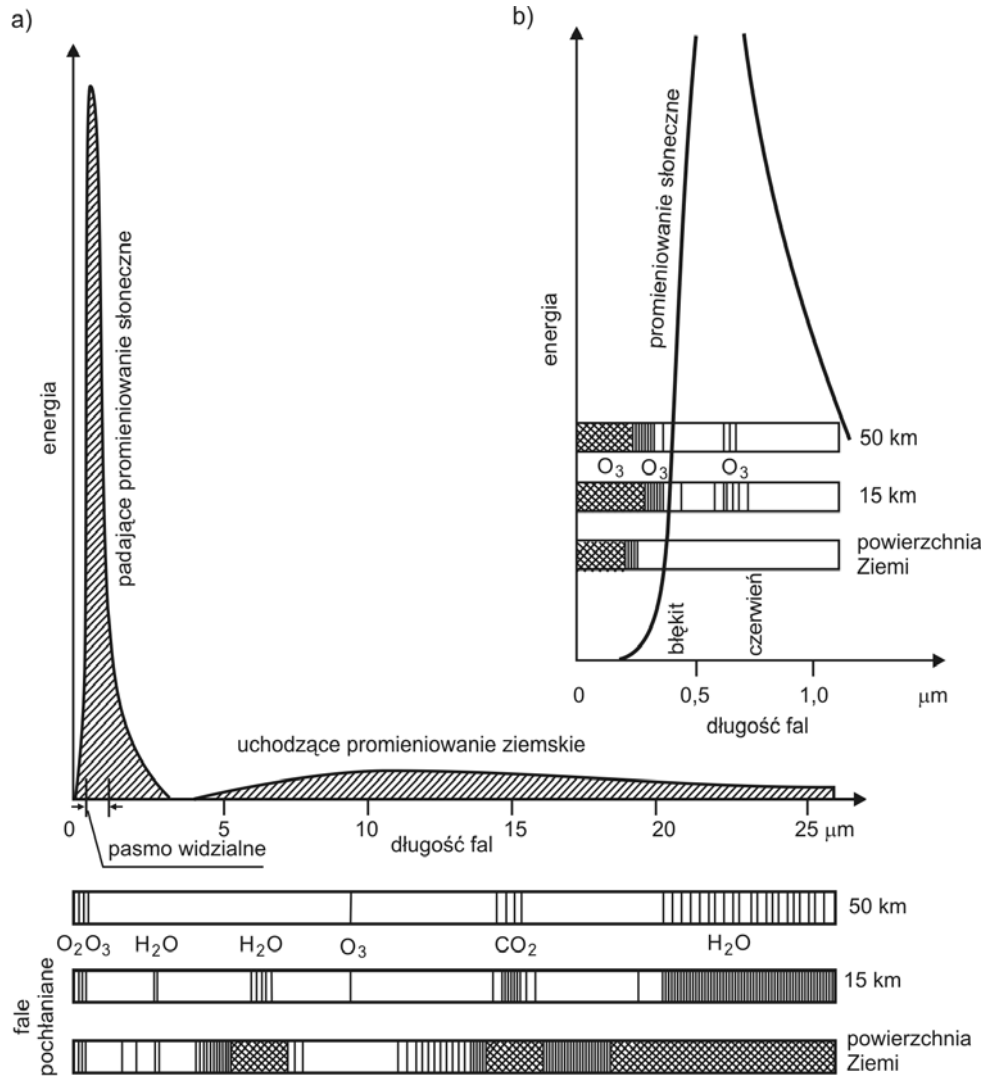 a)
energia
padające promieniowanie słoneczne
uchodzące promieniowanie ziemskie
0 5 10 15 20 25 μm
pasmo widzialne
długość fal
b)
energia
promieniowanie słoneczne
50 km
O3 O3 O3
15 km
powierzchnia
Ziemi
błękit
czerwień
0 0,5 1,0 μm
długość fal
fale
pochłaniane
50 km
O2O3 H2O H2O O3 CO2 H2O
15 km
powierzchnia
Ziemi